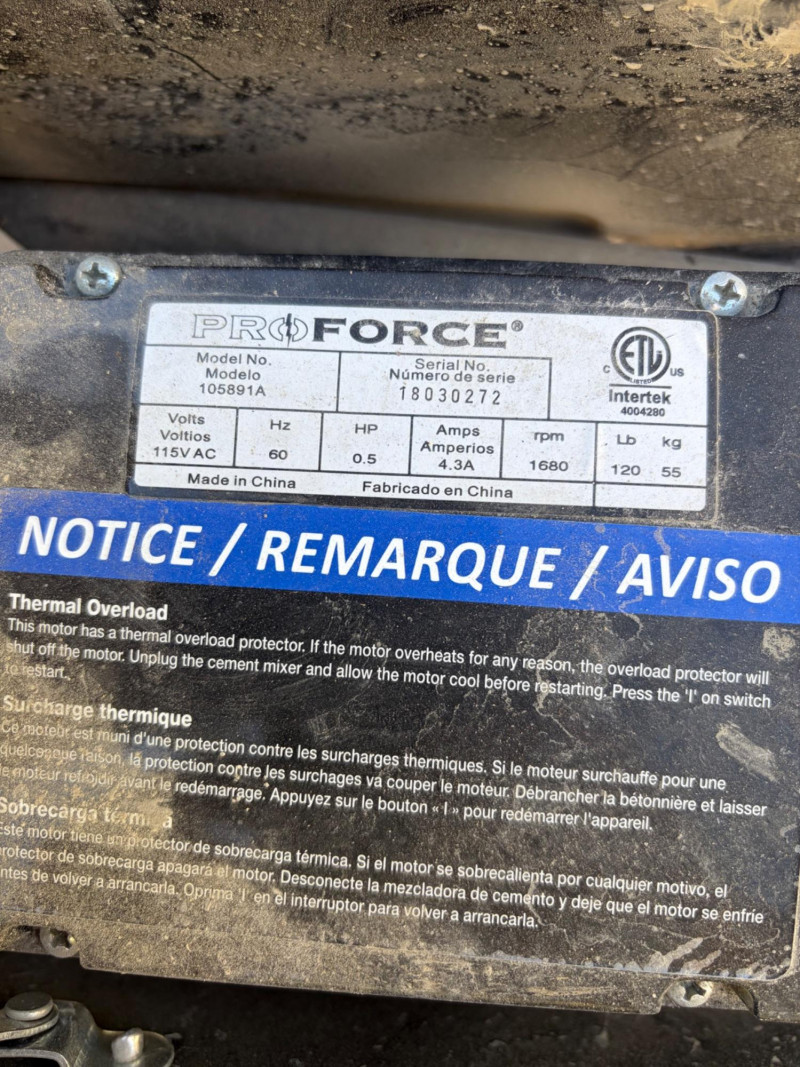 PROFORCE®
Model No.
Modelo
105891A
Serial No.
Número de serie
18030272
C ETL US
LISTED
Intertek
4004280
Volts
Voltios
115V AC
Hz
60
HP
0.5
Amps
Amperios
4.3A
rpm
1680
Lb kg
120 55
Made in China Fabricado en China
NOTICE / REMARQUE / AVISO
Thermal Overload
This motor has a thermal overload protector. If the motor overheats for any reason, the overload protector will
shut off the motor. Unplug the cement mixer and allow the motor cool before restarting. Press the 'I' on switch
to restart.
Surcharge thermique
Ce moteur est muni d'une protection contre les surcharges thermiques. Si le moteur surchauffe pour une
quelconque raison, la protection contre les surchages va couper le moteur. Débrancher la bétonnière et laisser
le moteur refroidir avant le redémarrage. Appuyez sur le bouton « I » pour redémarrer l'appareil.
Sobrecarga térmica
Este motor tiene un protector de sobrecarga térmica. Si el motor se sobrecalienta por cualquier motivo, el
protector de sobrecarga apagará el motor. Desconecte la mezcladora de cemento y deje que el motor se enfríe
antes de volver a arrancarla. Oprima 'I' en el interruptor para volver a arrancarla.